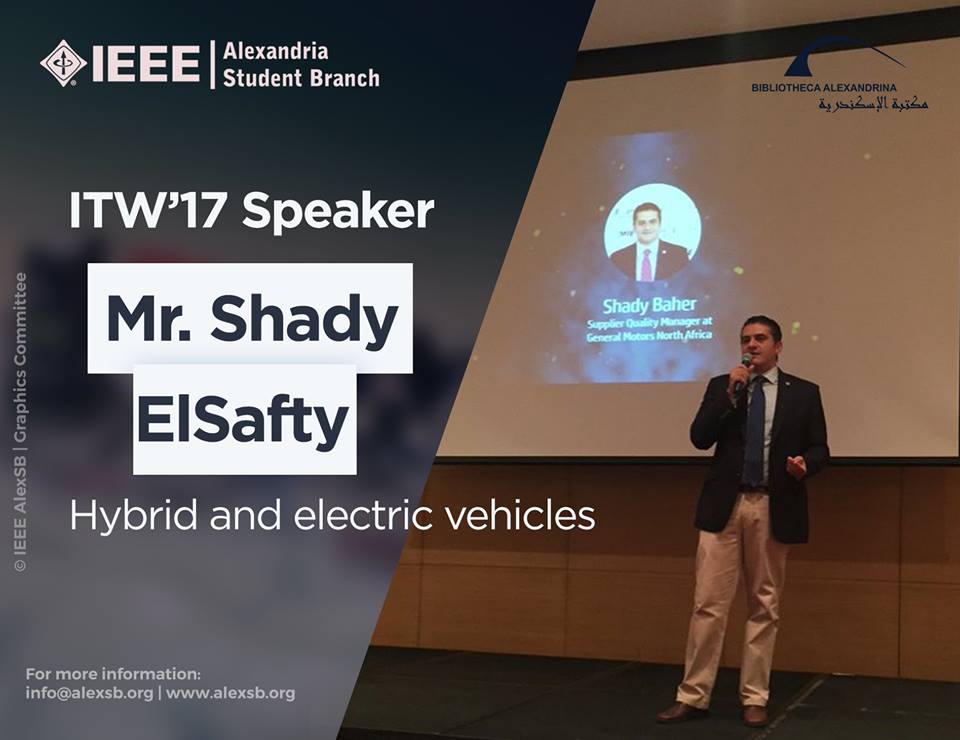 IEEE
Alexandria
Student Branch
BIBLIOTHECA ALEXANDRINA
مكتبة الإسكندرية
ITW’17 Speaker
Mr. Shady
ElSafty
Hybrid and electric vehicles
Shady Baher
Supplier Quality Manager at
General Motors North Africa
© IEEE AlexSB | Graphics Committee
For more information:
info@alexsb.org | www.alexsb.org